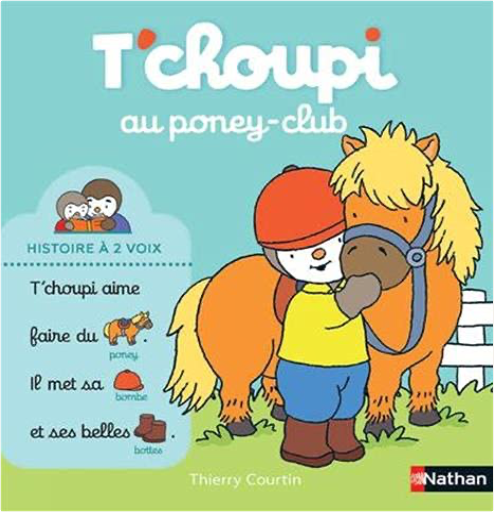 T'choupi
au poney-club
HISTOIRE À 2 VOIX
T'choupi aime
faire du .
poney
Il met sa
bombe
et ses belles .
bottes
Thierry Courtin
Nathan